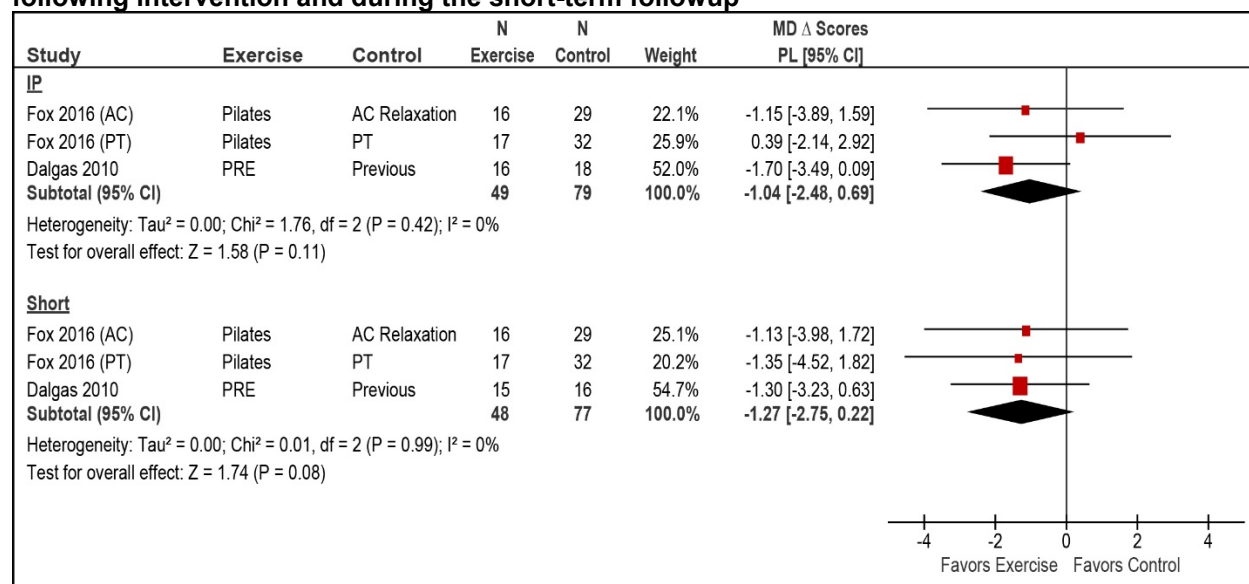 following intervention and during the short-term followup
N N MD Δ Scores
Study Exercise Control Exercise Control Weight PL [95% CI]
IP
Fox 2016 (AC) Pilates AC Relaxation 16 29 22.1% -1.15 [-3.89, 1.59]
Fox 2016 (PT) Pilates PT 17 32 25.9% 0.39 [-2.14, 2.92]
Dalgas 2010 PRE Previous 16 18 52.0% -1.70 [-3.49, 0.09]
Subtotal (95% CI) 49 79 100.0% -1.04 [-2.48, 0.69]
Heterogeneity: Tau² = 0.00; Chi² = 1.76, df = 2 (P = 0.42); I² = 0%
Test for overall effect: Z = 1.58 (P = 0.11)
Short
Fox 2016 (AC) Pilates AC Relaxation 16 29 25.1% -1.13 [-3.98, 1.72]
Fox 2016 (PT) Pilates PT 17 32 20.2% -1.35 [-4.52, 1.82]
Dalgas 2010 PRE Previous 15 16 54.7% -1.30 [-3.23, 0.63]
Subtotal (95% CI) 48 77 100.0% -1.27 [-2.75, 0.22]
Heterogeneity: Tau² = 0.00; Chi² = 0.01, df = 2 (P = 0.99); I² = 0%
Test for overall effect: Z = 1.74 (P = 0.08)
-4 -2 0 2 4
Favors Exercise Favors Control